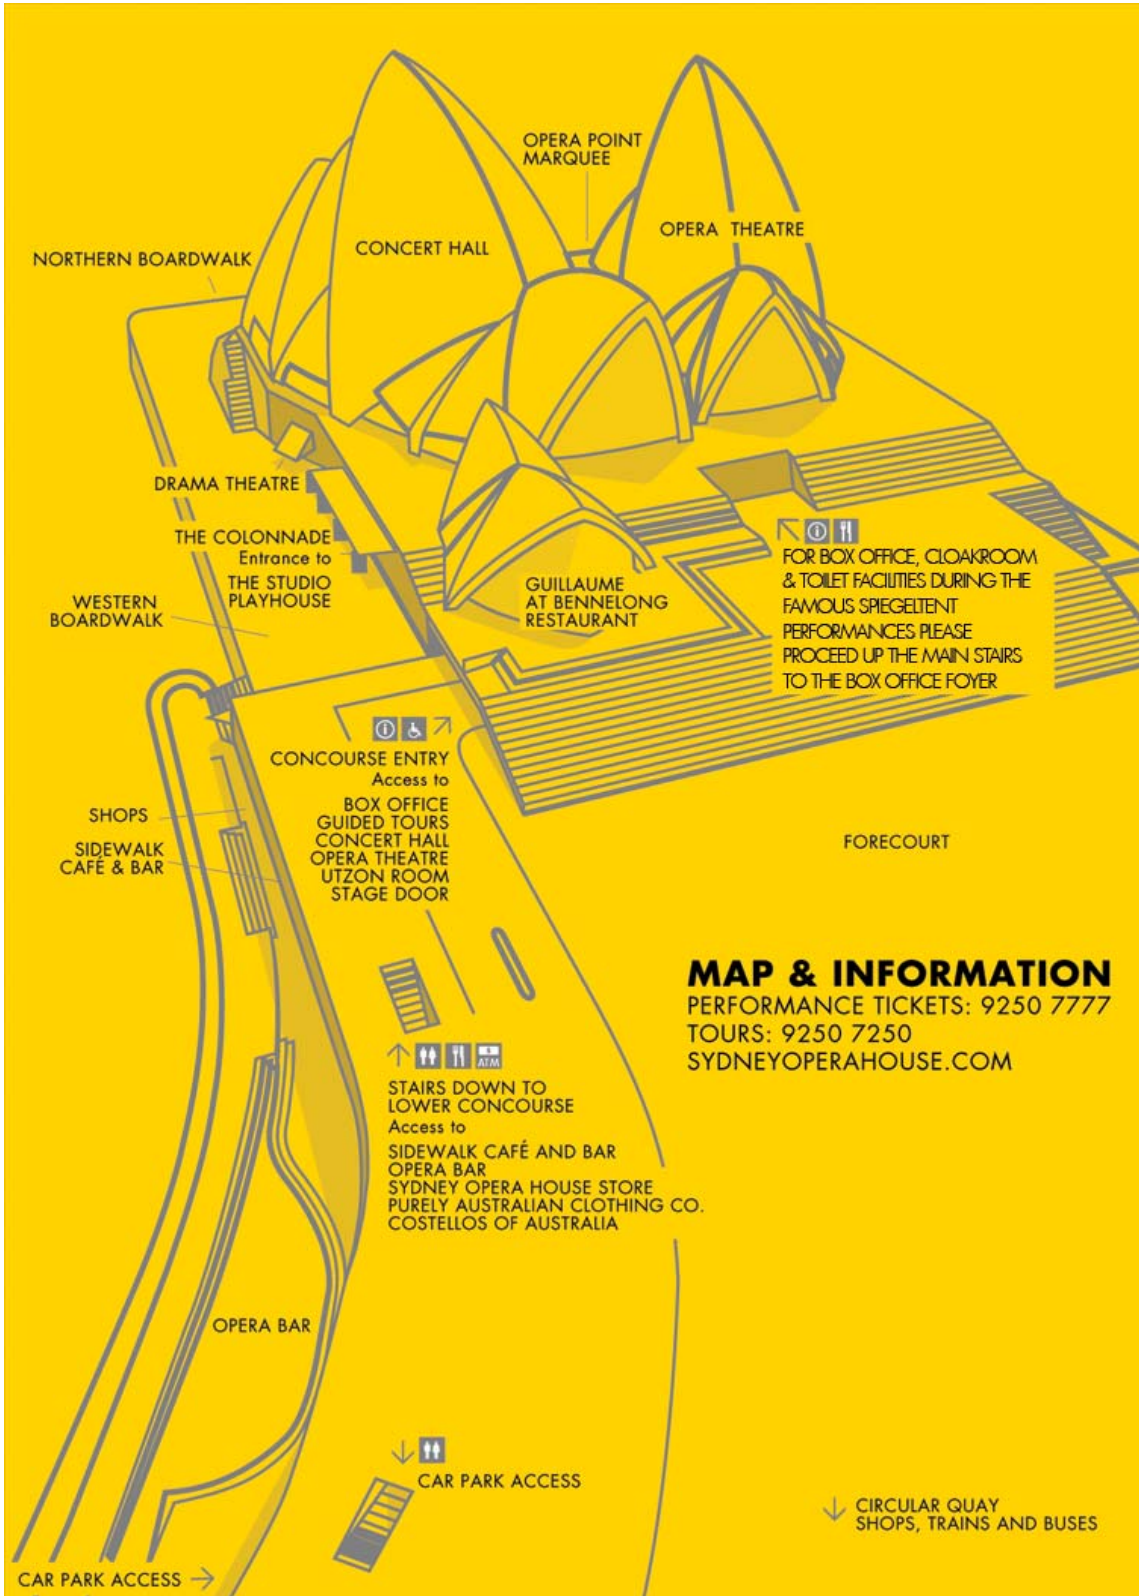 OPERA POINT
MARQUEE
OPERA THEATRE
CONCERT HALL
NORTHERN BOARDWALK
DRAMA THEATRE
THE COLONNADE
Entrance to
THE STUDIO
PLAYHOUSE
WESTERN
BOARDWALK
GUILLAUME
AT BENNELONG
RESTAURANT
FOR BOX OFFICE, CLOAKROOM
& TOILET FACILITIES DURING THE
FAMOUS SPIEGELTENT
PERFORMANCES PLEASE
PROCEED UP THE MAIN STAIRS
TO THE BOX OFFICE FOYER
CONCOURSE ENTRY
Access to
BOX OFFICE
GUIDED TOURS
CONCERT HALL
OPERA THEATRE
UTZON ROOM
STAGE DOOR
SHOPS
SIDEWALK
CAFÉ & BAR
FORECOURT
MAP & INFORMATION
PERFORMANCE TICKETS: 9250 7777
TOURS: 9250 7250
SYDNEYOPERAHOUSE.COM
ATM
STAIRS DOWN TO
LOWER CONCOURSE
Access to
SIDEWALK CAFÉ AND BAR
OPERA BAR
SYDNEY OPERA HOUSE STORE
PURELY AUSTRALIAN CLOTHING CO.
COSTELLOS OF AUSTRALIA
OPERA BAR
CAR PARK ACCESS
CIRCULAR QUAY
SHOPS, TRAINS AND BUSES
CAR PARK ACCESS